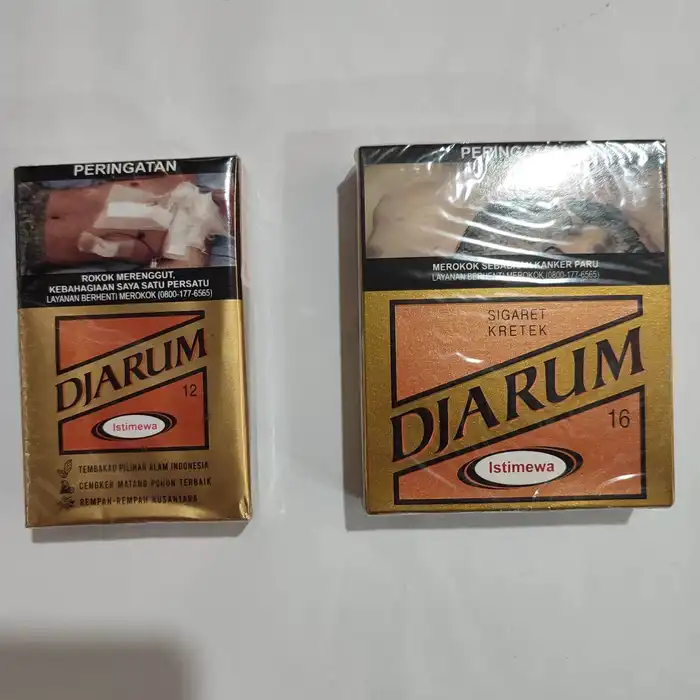 PERINGATAN
ROKOK MERENGGUT,
KEBAHAGIAAN SAYA SATU PERSATU
LAYANAN BERHENTI MEROKOK (0800-177-6565)
DJARUM
12
Istimewa
TEMBAKAU PILIHAN ALAM INDONESIA
CENGKEH MATANG POHON TERBAIK
REMPAH-REMPAH NUSANTARA
PERINGATAN
MEROKOK SEBABKAN KANKER PARU
LAYANAN BERHENTI MEROKOK (0800-177-6565)
SIGARET
KRETEK
DJARUM
16
Istimewa